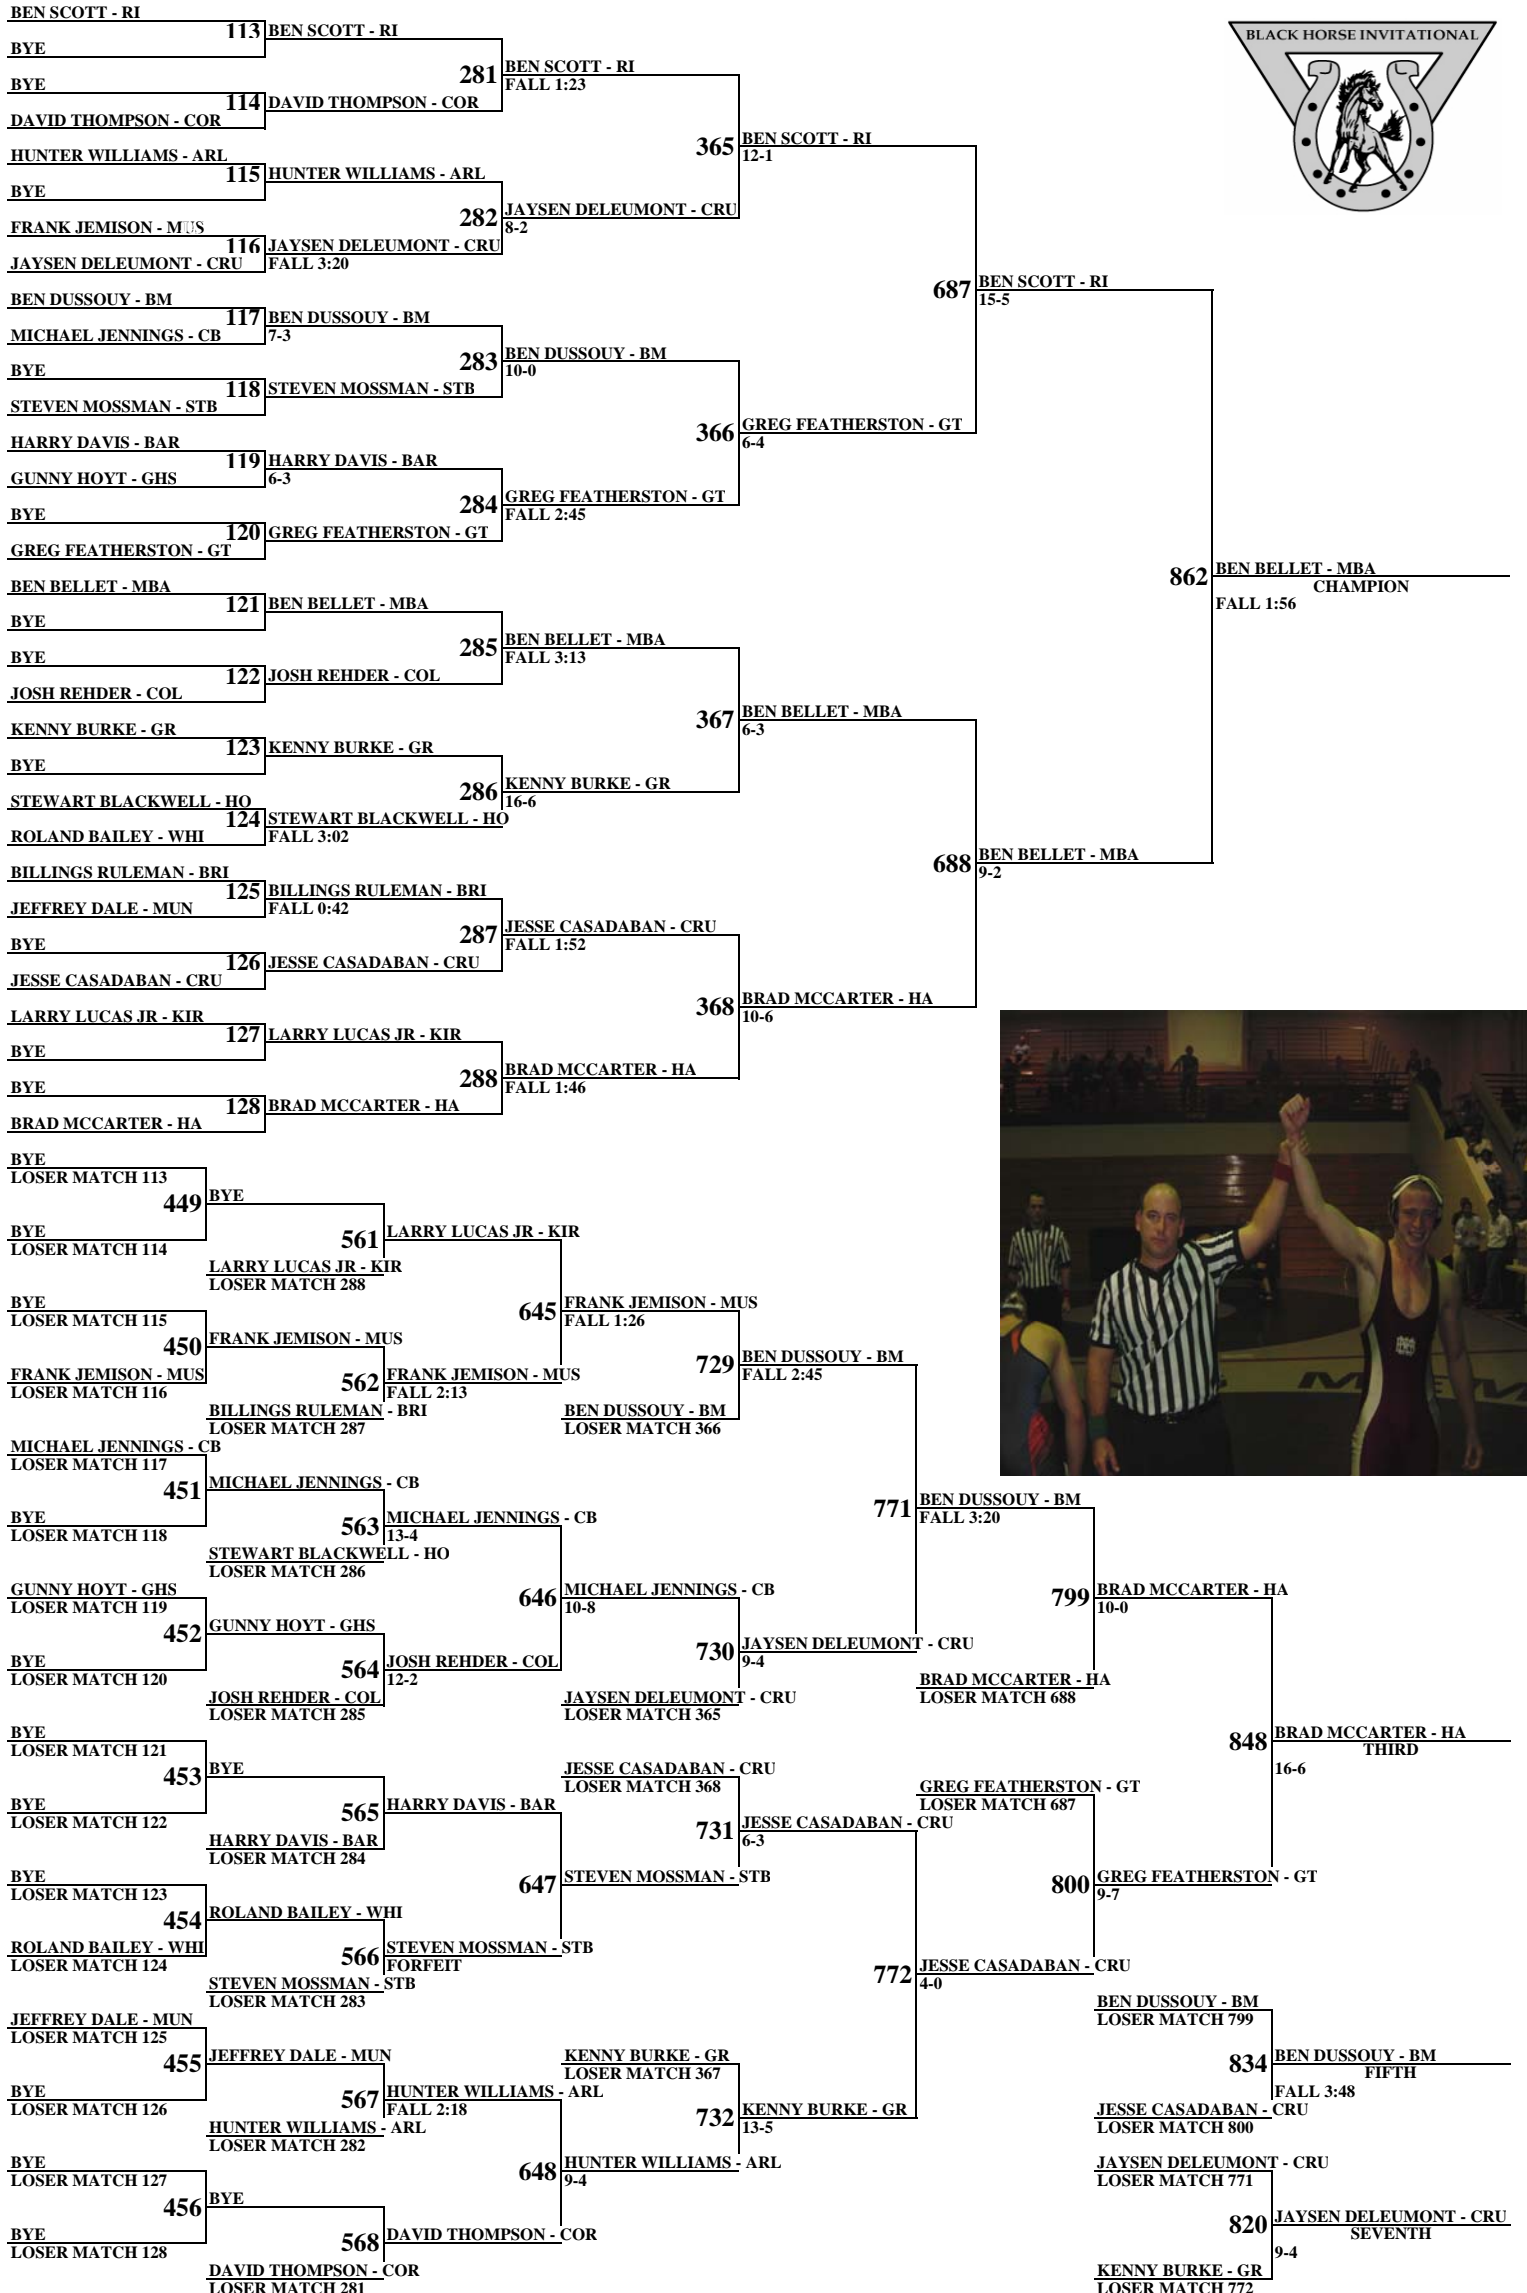 BEN SCOTT - RI
113 BEN SCOTT - RI
BYE
281 BEN SCOTT - RI
FALL 1:23
BYE
114 DAVID THOMPSON - COR
DAVID THOMPSON - COR
365 BEN SCOTT - RI
12-1
HUNTER WILLIAMS - ARL
115 HUNTER WILLIAMS - ARL
BYE
282 JAYSEN DELEUMONT - CRU
8-2
FRANK JEMISON - MUS
116 JAYSEN DELEUMONT - CRU
JAYSEN DELEUMONT - CRU
FALL 3:20
687 BEN SCOTT - RI
15-5
BEN DUSSOUY - BM
117 BEN DUSSOUY - BM
MICHAEL JENNINGS - CB
7-3
283 BEN DUSSOUY - BM
10-0
BYE
118 STEVEN MOSSMAN - STB
STEVEN MOSSMAN - STB
366 GREG FEATHERSTON - GT
6-4
HARRY DAVIS - BAR
119 HARRY DAVIS - BAR
GUNNY HOYT - GHS
6-3
284 GREG FEATHERSTON - GT
FALL 2:45
BYE
120 GREG FEATHERSTON - GT
GREG FEATHERSTON - GT
862 BEN BELLET - MBA
CHAMPION
FALL 1:56
BEN BELLET - MBA
121 BEN BELLET - MBA
BYE
285 BEN BELLET - MBA
FALL 3:13
BYE
122 JOSH REHDER - COL
JOSH REHDER - COL
367 BEN BELLET - MBA
6-3
KENNY BURKE - GR
123 KENNY BURKE - GR
BYE
286 KENNY BURKE - GR
16-6
STEWART BLACKWELL - HO
124 STEWART BLACKWELL - HO
ROLAND BAILEY - WHI
FALL 3:02
688 BEN BELLET - MBA
9-2
BILLINGS RULEMAN - BRI
125 BILLINGS RULEMAN - BRI
JEFFREY DALE - MUN
FALL 0:42
287 JESSE CASADABAN - CRU
FALL 1:52
BYE
126 JESSE CASADABAN - CRU
JESSE CASADABAN - CRU
368 BRAD MCCARTER - HA
10-6
LARRY LUCAS JR - KIR
127 LARRY LUCAS JR - KIR
BYE
288 BRAD MCCARTER - HA
FALL 1:46
BYE
128 BRAD MCCARTER - HA
BRAD MCCARTER - HA
BLACK HORSE INVITATIONAL
BYE
LOSER MATCH 113
449 BYE
BYE
LOSER MATCH 114
561 LARRY LUCAS JR - KIR
LARRY LUCAS JR - KIR
LOSER MATCH 288
BYE
LOSER MATCH 115
645 FRANK JEMISON - MUS
FALL 1:26
450 FRANK JEMISON - MUS
FRANK JEMISON - MUS
LOSER MATCH 116
562 FRANK JEMISON - MUS
FALL 2:13
BILLINGS RULEMAN - BRI
LOSER MATCH 287
729 BEN DUSSOUY - BM
FALL 2:45
BEN DUSSOUY - BM
LOSER MATCH 366
MICHAEL JENNINGS - CB
LOSER MATCH 117
451 MICHAEL JENNINGS - CB
BYE
LOSER MATCH 118
563 MICHAEL JENNINGS - CB
13-4
STEWART BLACKWELL - HO
LOSER MATCH 286
771 BEN DUSSOUY - BM
FALL 3:20
GUNNY HOYT - GHS
LOSER MATCH 119
452 GUNNY HOYT - GHS
BYE
LOSER MATCH 120
646 MICHAEL JENNINGS - CB
10-8
564 JOSH REHDER - COL
12-2
JOSH REHDER - COL
LOSER MATCH 285
730 JAYSEN DELEUMONT - CRU
9-4
JAYSEN DELEUMONT - CRU
LOSER MATCH 365
799 BRAD MCCARTER - HA
10-0
BRAD MCCARTER - HA
LOSER MATCH 688
848 BRAD MCCARTER - HA
THIRD
16-6
BYE
LOSER MATCH 121
453 BYE
BYE
LOSER MATCH 122
565 HARRY DAVIS - BAR
HARRY DAVIS - BAR
LOSER MATCH 284
JESSE CASADABAN - CRU
LOSER MATCH 368
731 JESSE CASADABAN - CRU
6-3
GREG FEATHERSTON - GT
LOSER MATCH 687
BYE
LOSER MATCH 123
647 STEVEN MOSSMAN - STB
800 GREG FEATHERSTON - GT
9-7
454 ROLAND BAILEY - WHI
ROLAND BAILEY - WHI
LOSER MATCH 124
566 STEVEN MOSSMAN - STB
FORFEIT
STEVEN MOSSMAN - STB
LOSER MATCH 283
772 JESSE CASADABAN - CRU
4-0
JEFFREY DALE - MUN
LOSER MATCH 125
455 JEFFREY DALE - MUN
BYE
LOSER MATCH 126
567 HUNTER WILLIAMS - ARL
FALL 2:18
HUNTER WILLIAMS - ARL
LOSER MATCH 282
KENNY BURKE - GR
LOSER MATCH 367
732 KENNY BURKE - GR
13-5
BEN DUSSOUY - BM
LOSER MATCH 799
834 BEN DUSSOUY - BM
FIFTH
FALL 3:48
JESSE CASADABAN - CRU
LOSER MATCH 800
BYE
LOSER MATCH 127
648 HUNTER WILLIAMS - ARL
9-4
456 BYE
BYE
LOSER MATCH 128
568 DAVID THOMPSON - COR
DAVID THOMPSON - COR
LOSER MATCH 281
JAYSEN DELEUMONT - CRU
LOSER MATCH 771
820 JAYSEN DELEUMONT - CRU
SEVENTH
9-4
KENNY BURKE - GR
LOSER MATCH 772